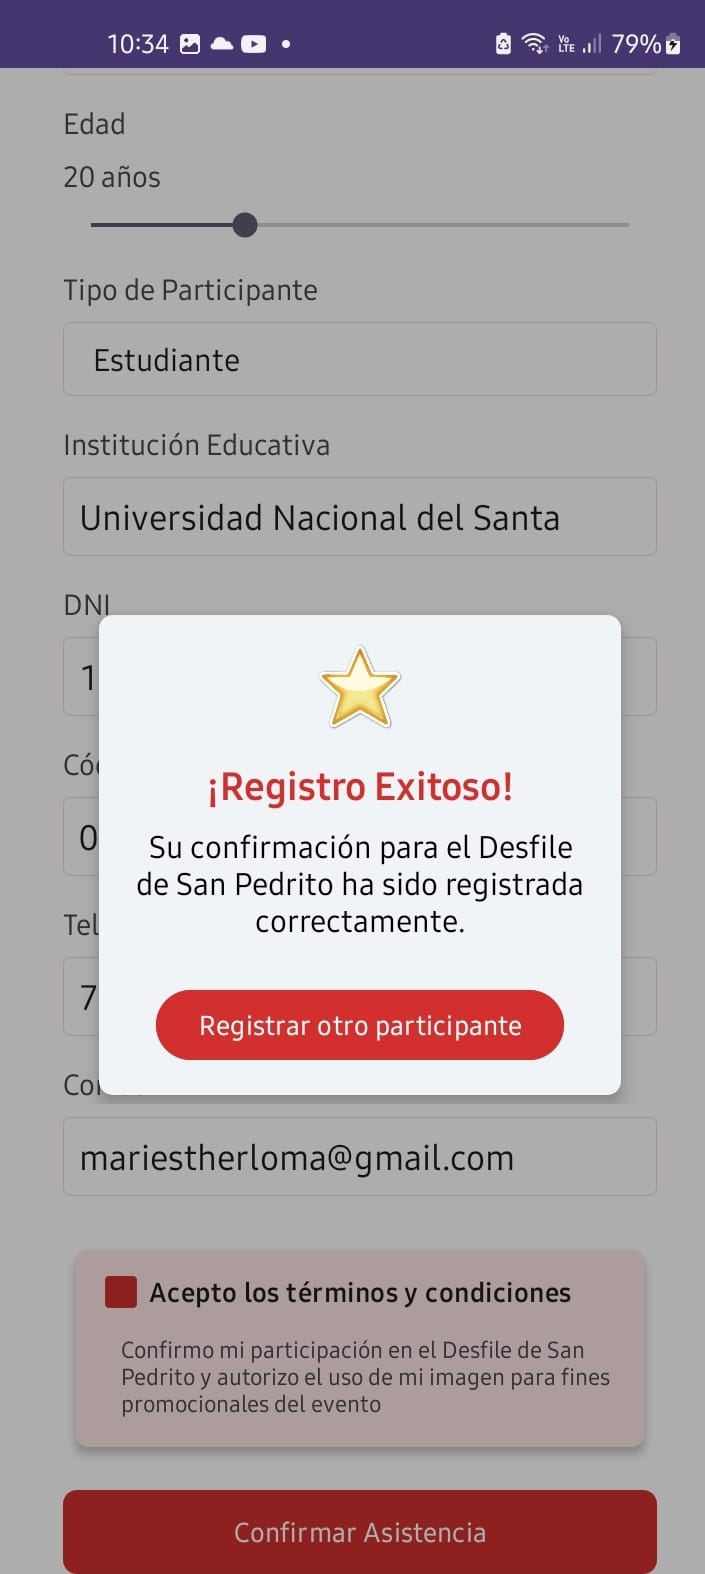 10:34
Vo
LTE
79%
Edad
20 años
Tipo de Participante
Estudiante
Institución Educativa
Universidad Nacional del Santa
DNI
1
Có
0
Tel
7
Co
¡Registro Exitoso!
Su confirmación para el Desfile
de San Pedrito ha sido registrada
correctamente.
Registrar otro participante
mariestherloma@gmail.com
Acepto los términos y condiciones
Confirmo mi participación en el Desfile de San
Pedrito y autorizo el uso de mi imagen para fines
promocionales del evento
Confirmar Asistencia